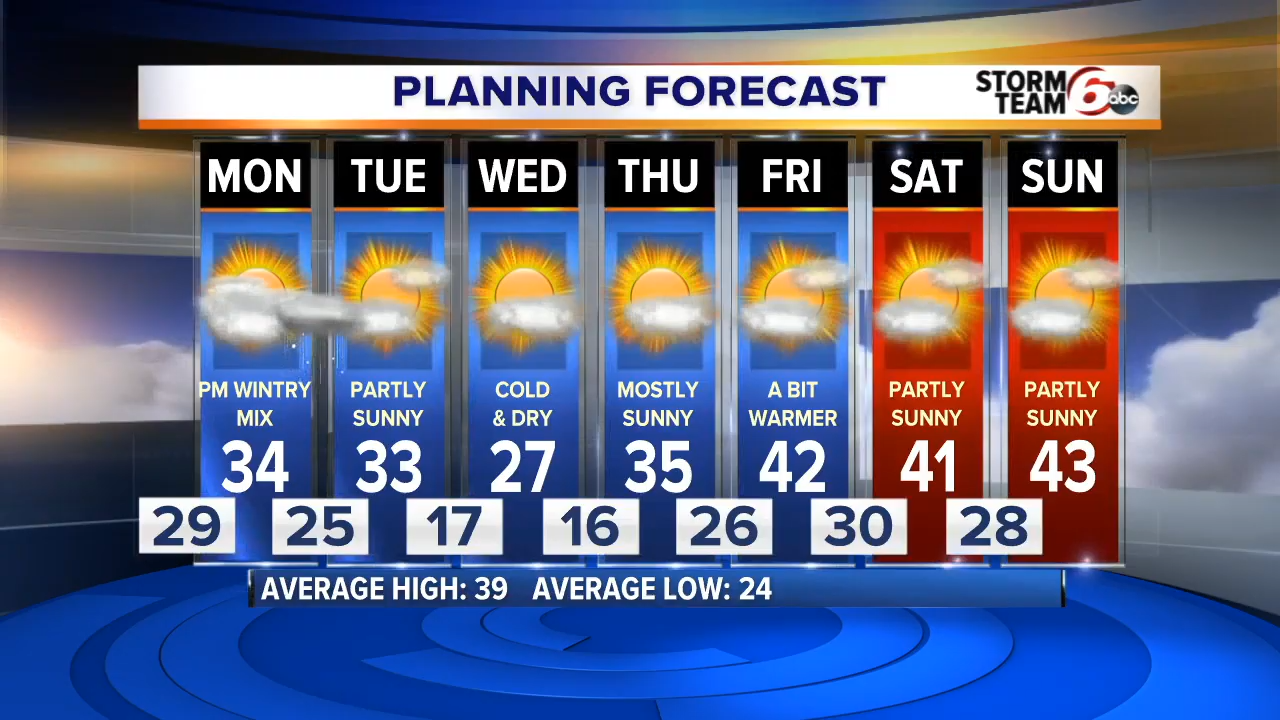 PLANNING FORECAST
STORM
TEAM 6 abc
MON TUE WED THU FRI SAT SUN
PM WINTRY
MIX
PARTLY
SUNNY
COLD
& DRY
MOSTLY
SUNNY
A BIT
WARMER
PARTLY
SUNNY
PARTLY
SUNNY
34 33 27 35 42 41 43
29 25 17 16 26 30 28
AVERAGE HIGH: 39 AVERAGE LOW: 24